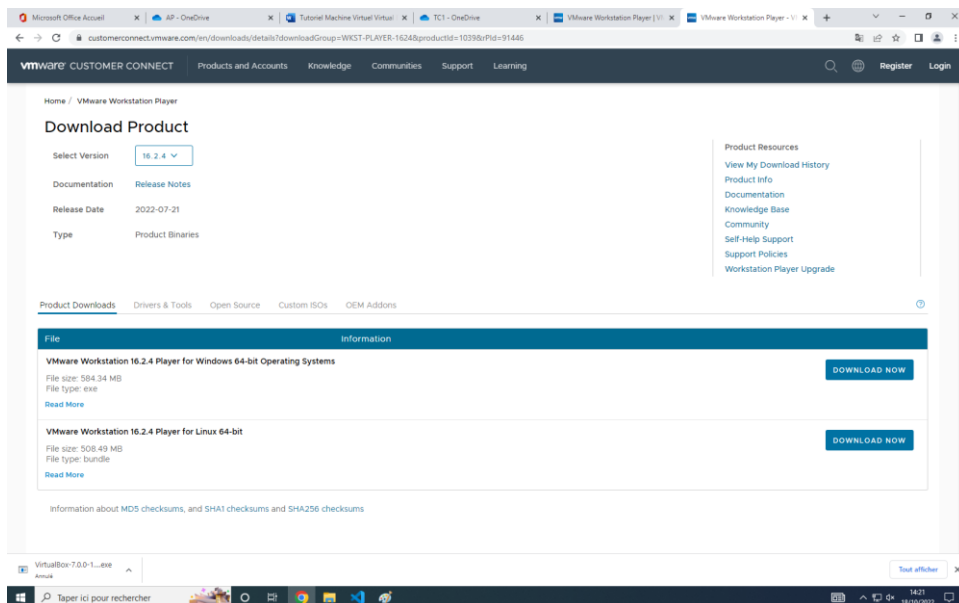 Microsoft Office Accueil
AP - OneDrive
Tutoriel Machine Virtuel Virtual
TC1 - OneDrive
VMware Workstation Player | VM
VMware Workstation Player - VM
customerconnect.vmware.com/en/downloads/details?downloadGroup=WKST-PLAYER-1624&productId=1039&rPId=91446
vmware CUSTOMER CONNECT Products and Accounts Knowledge Communities Support Learning Register Login
Home / VMware Workstation Player
Download Product
Select Version 16.2.4
Documentation Release Notes
Release Date 2022-07-21
Type Product Binaries
Product Resources
View My Download History
Product Info
Documentation
Knowledge Base
Community
Self-Help Support
Support Policies
Workstation Player Upgrade
Product Downloads Drivers & Tools Open Source Custom ISOs OEM Addons
File Information
VMware Workstation 16.2.4 Player for Windows 64-bit Operating Systems
File size: 584.34 MB
File type: exe
Read More
DOWNLOAD NOW
VMware Workstation 16.2.4 Player for Linux 64-bit
File size: 508.49 MB
File type: bundle
Read More
DOWNLOAD NOW
Information about MD5 checksums, and SHA1 checksums and SHA256 checksums
VirtualBox-7.0.0-1....exe
Annulé
Tout afficher
Taper ici pour rechercher
14:21
18/10/2022